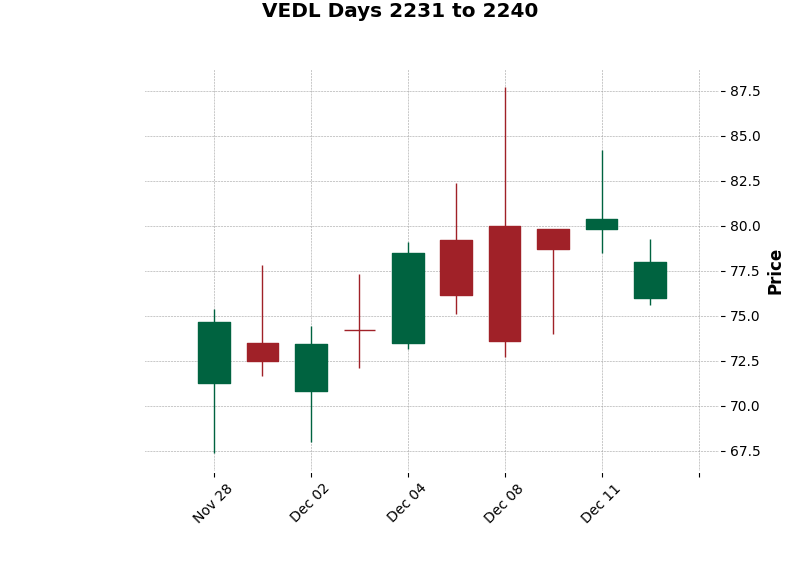 VEDL Days 2231 to 2240
87.5
85.0
82.5
80.0
77.5
75.0
72.5
70.0
67.5
Price
Nov 28
Dec 02
Dec 04
Dec 08
Dec 11